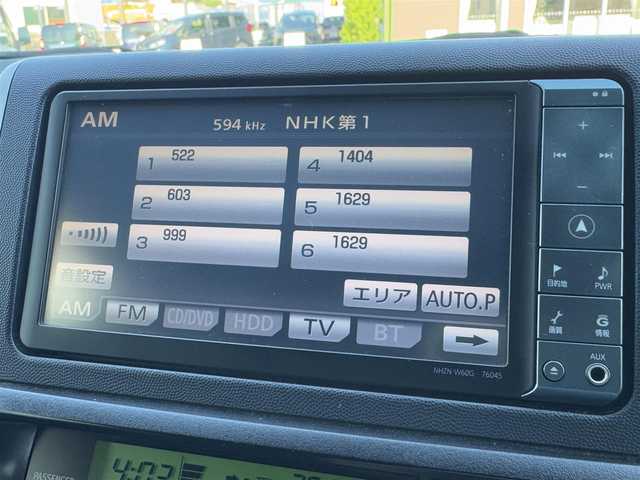 AM 594 kHz NHK第1
1 522 4 1404
2 603 5 1629
3 999 6 1629
音設定 エリア AUTO.P
AM FM CD/DVD HDD TV BT
目的地 PWR
画質 G 情報
AUX
NHZN-W60G 76045
4:03
PASSENGER